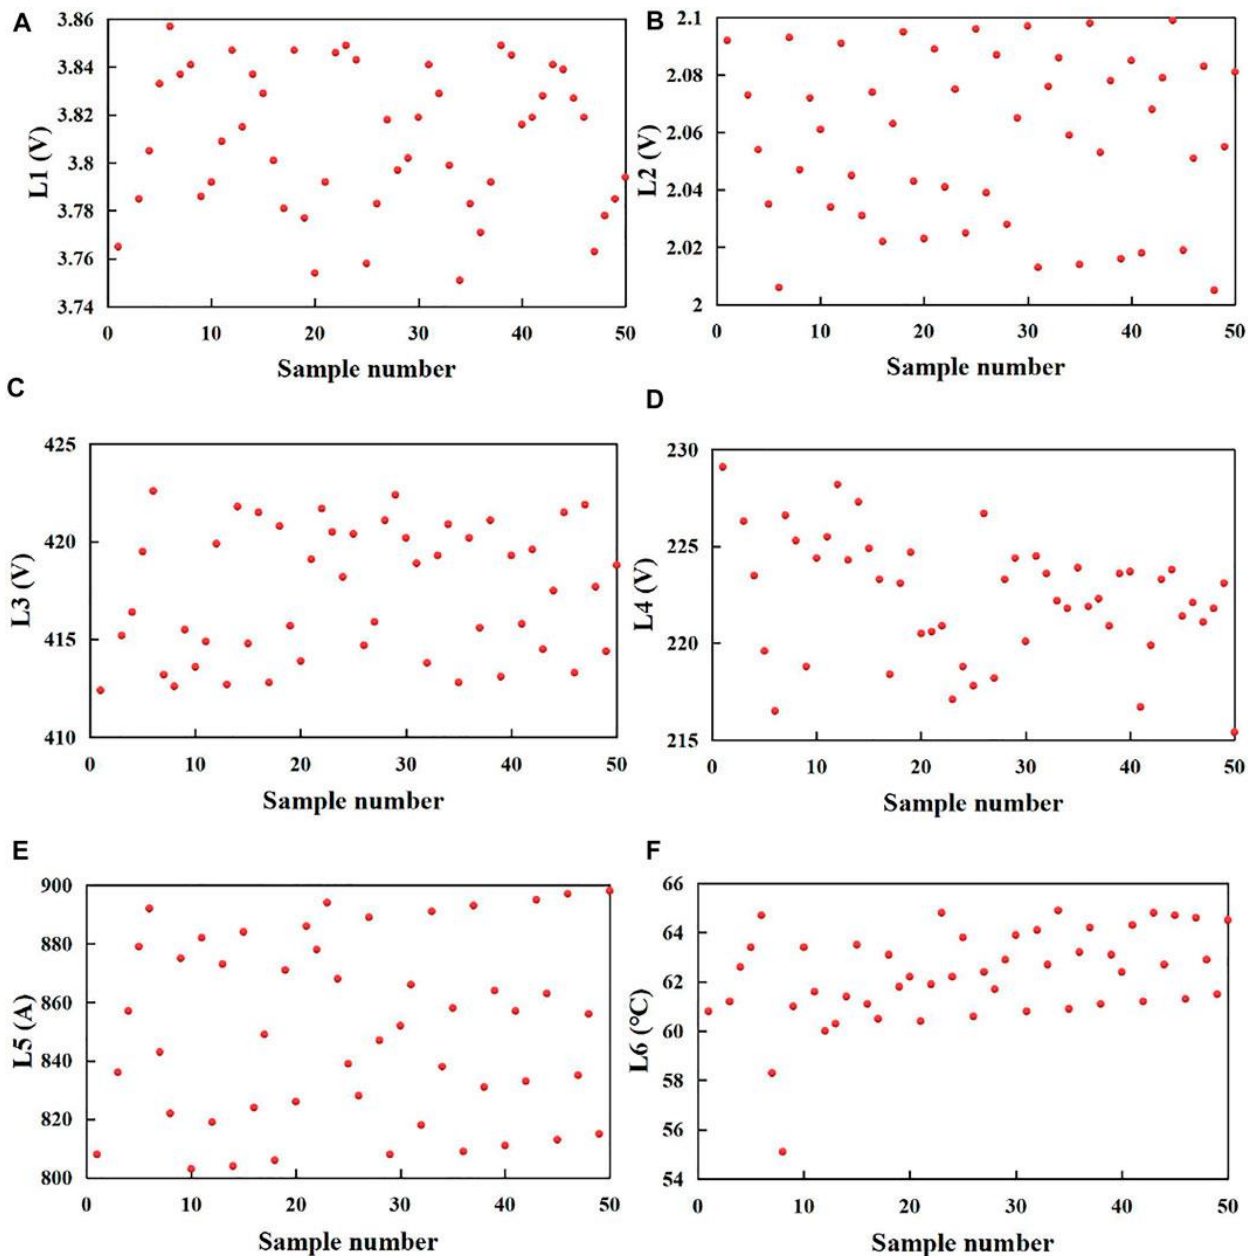 A
3.86
3.84
3.82
3.8
3.78
3.76
3.74
L1 (V)
0 10 20 30 40 50
Sample number
B
2.1
2.08
2.06
2.04
2.02
2
L2 (V)
0 10 20 30 40 50
Sample number
C
425
420
415
410
L3 (V)
0 10 20 30 40 50
Sample number
D
230
225
220
215
L4 (V)
0 10 20 30 40 50
Sample number
E
900
880
860
840
820
800
L5 (A)
0 10 20 30 40 50
Sample number
F
66
64
62
60
58
56
54
L6 (°C)
0 10 20 30 40 50
Sample number